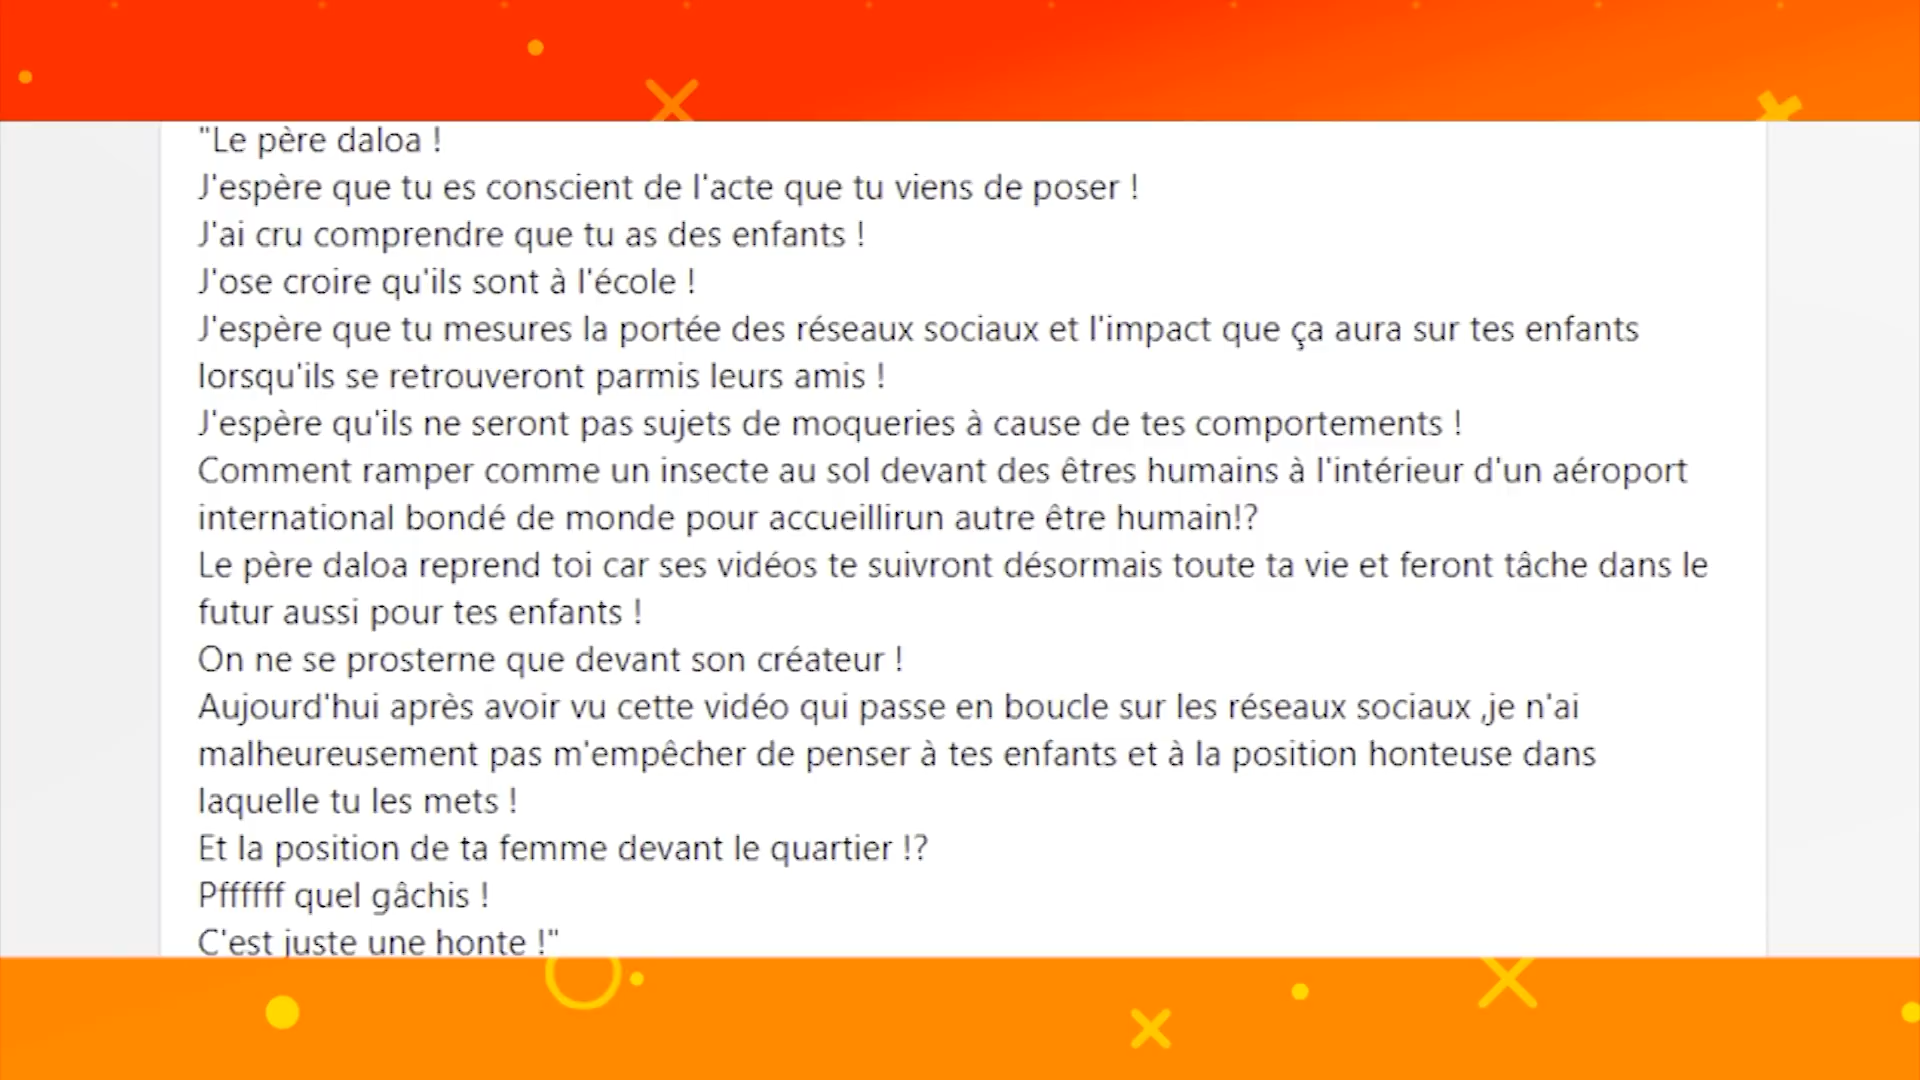 "Le père daloa !
J'espère que tu es conscient de l'acte que tu viens de poser !
J'ai cru comprendre que tu as des enfants !
J'ose croire qu'ils sont à l'école !
J'espère que tu mesures la portée des réseaux sociaux et l'impact que ça aura sur tes enfants
lorsqu'ils se retrouveront parmis leurs amis !
J'espère qu'ils ne seront pas sujets de moqueries à cause de tes comportements !
Comment ramper comme un insecte au sol devant des êtres humains à l'intérieur d'un aéroport
international bondé de monde pour accueillirun autre être humain!?
Le père daloa reprend toi car ses vidéos te suivront désormais toute ta vie et feront tâche dans le
futur aussi pour tes enfants !
On ne se prosterne que devant son créateur !
Aujourd'hui après avoir vu cette vidéo qui passe en boucle sur les réseaux sociaux ,je n'ai
malheureusement pas m'empêcher de penser à tes enfants et à la position honteuse dans
laquelle tu les mets !
Et la position de ta femme devant le quartier !?
Pffffff quel gâchis !
C'est juste une honte !"